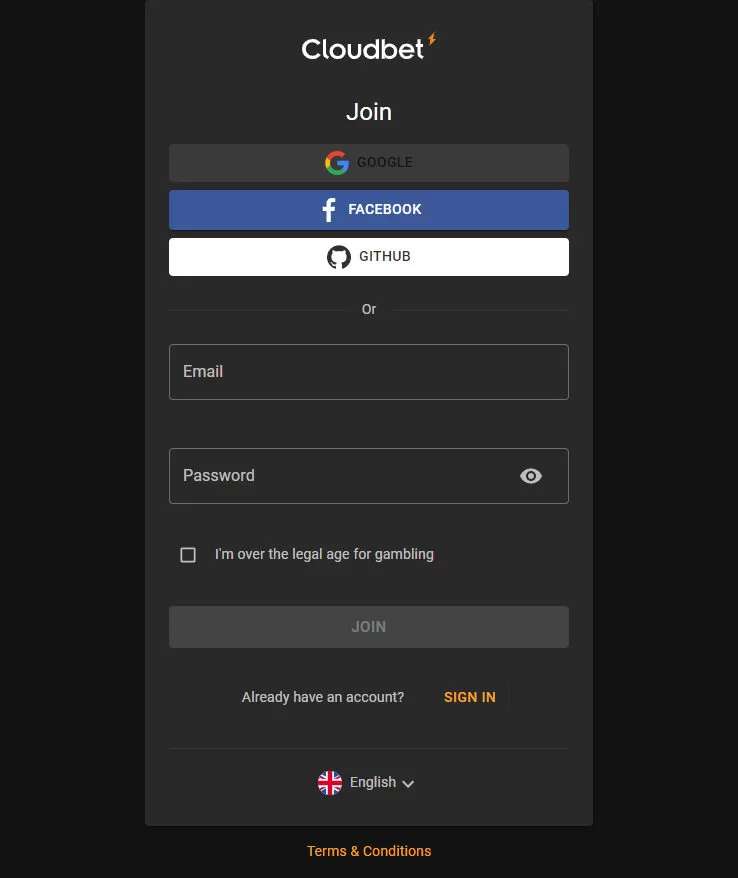 Cloudbet
Join
GOOGLE
FACEBOOK
GITHUB
Or
Email
Password
I'm over the legal age for gambling
JOIN
Already have an account? SIGN IN
English
Terms & Conditions